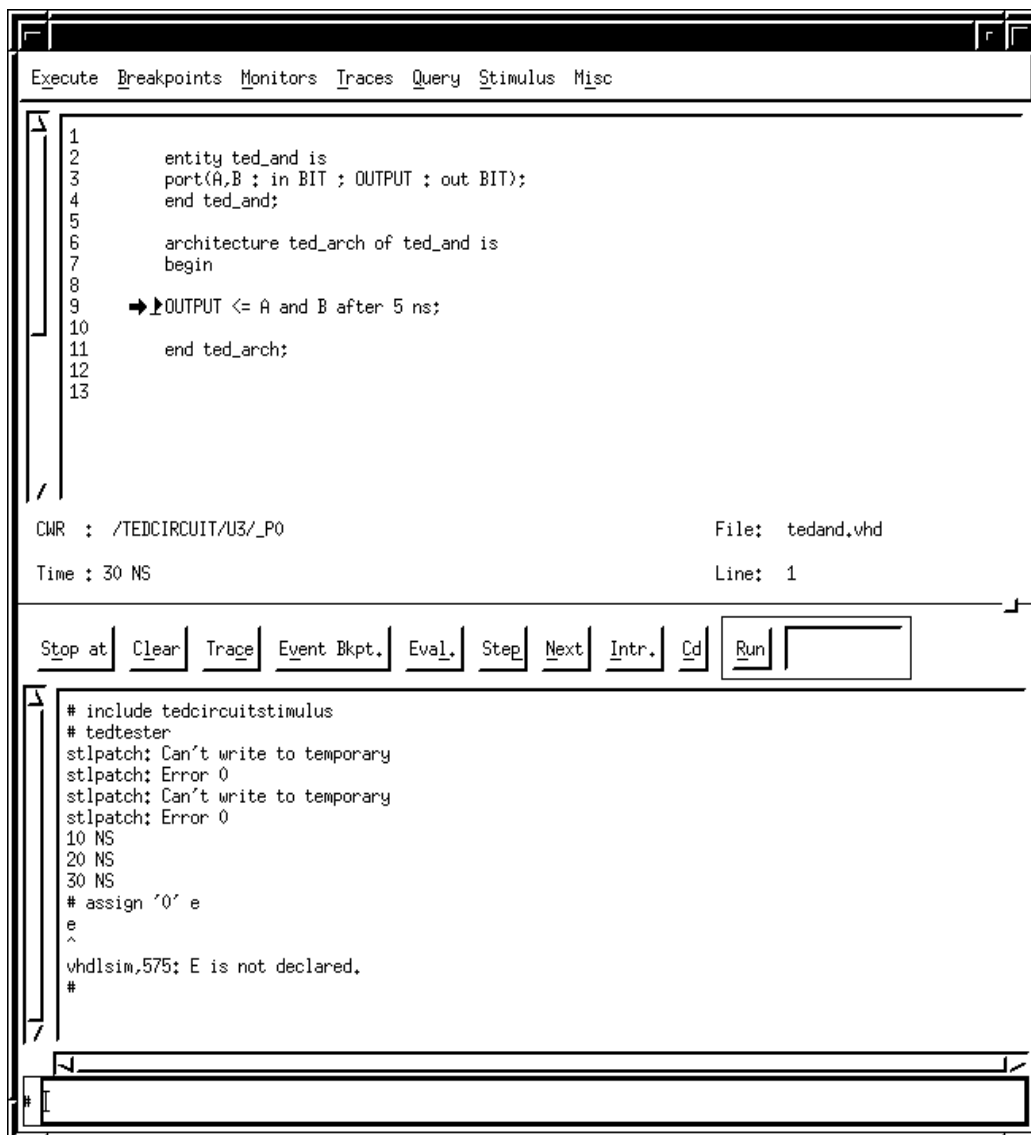 Execute Breakpoints Monitors Traces Query Stimulus Misc
1
2 entity ted_and is
3 port(A,B : in BIT ; OUTPUT : out BIT);
4 end ted_and;
5
6 architecture ted_arch of ted_and is
7 begin
8
9 OUTPUT <= A and B after 5 ns;
10
11 end ted_arch;
12
13
CWR : /TEDCIRCUIT/U3/_P0 File: tedand.vhd
Time : 30 NS Line: 1
Stop at Clear Trace Event Bkpt. Eval. Step Next Intr. Cd Run
# include tedcircuitstimulus
# tedtester
stlpatch: Can't write to temporary
stlpatch: Error 0
stlpatch: Can't write to temporary
stlpatch: Error 0
10 NS
20 NS
30 NS
# assign '0' e
e
^
vhdlsim,575: E is not declared.
#
#